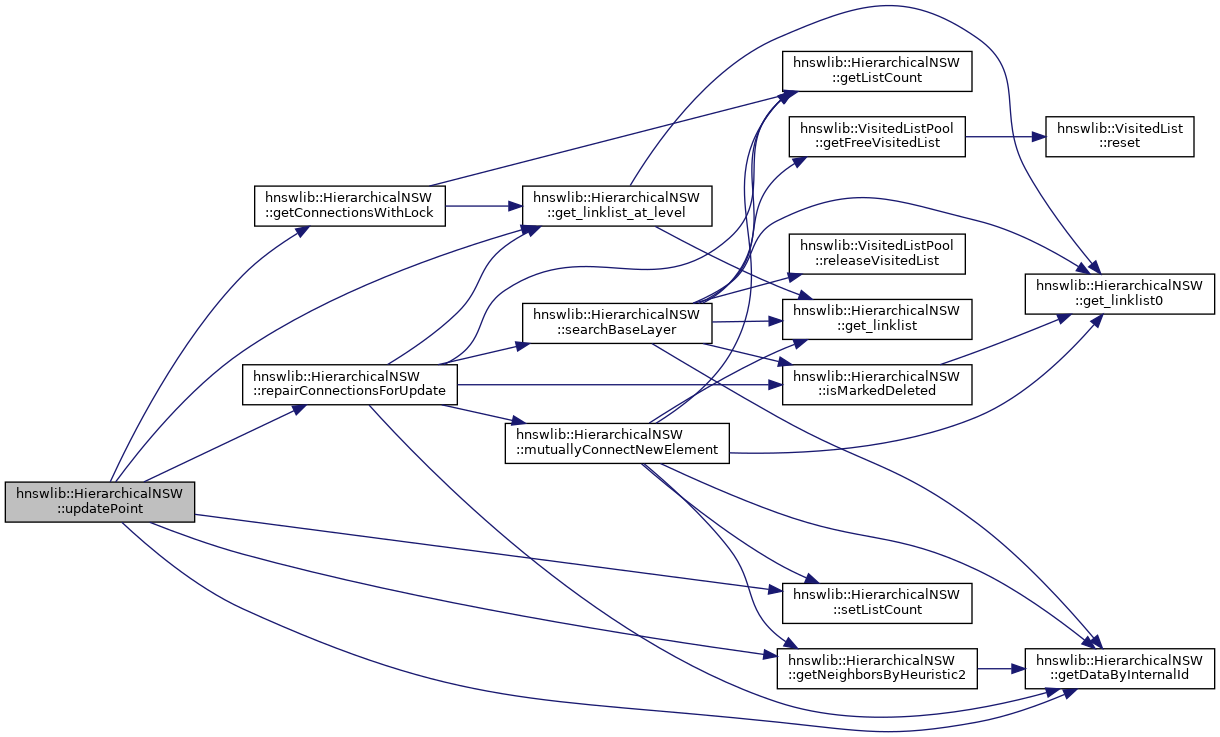 hnswlib::HierarchicalNSW
::updatePoint
hnswlib::HierarchicalNSW
::getConnectionsWithLock
hnswlib::HierarchicalNSW
::repairConnectionsForUpdate
hnswlib::HierarchicalNSW
::get_linklist_at_level
hnswlib::HierarchicalNSW
::searchBaseLayer
hnswlib::HierarchicalNSW
::mutuallyConnectNewElement
hnswlib::HierarchicalNSW
::getListCount
hnswlib::VisitedListPool
::getFreeVisitedList
hnswlib::VisitedListPool
::releaseVisitedList
hnswlib::HierarchicalNSW
::get_linklist
hnswlib::HierarchicalNSW
::isMarkedDeleted
hnswlib::HierarchicalNSW
::setListCount
hnswlib::HierarchicalNSW
::getNeighborsByHeuristic2
hnswlib::VisitedList
::reset
hnswlib::HierarchicalNSW
::get_linklist0
hnswlib::HierarchicalNSW
::getDataByInternalId